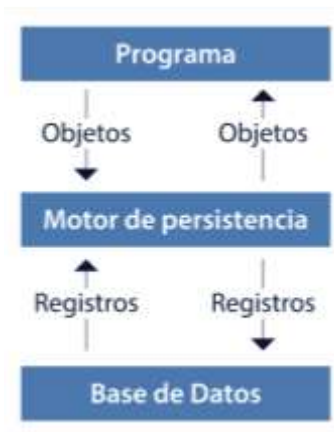 Programa
Objetos Objetos
Motor de persistencia
Registros Registros
Base de Datos